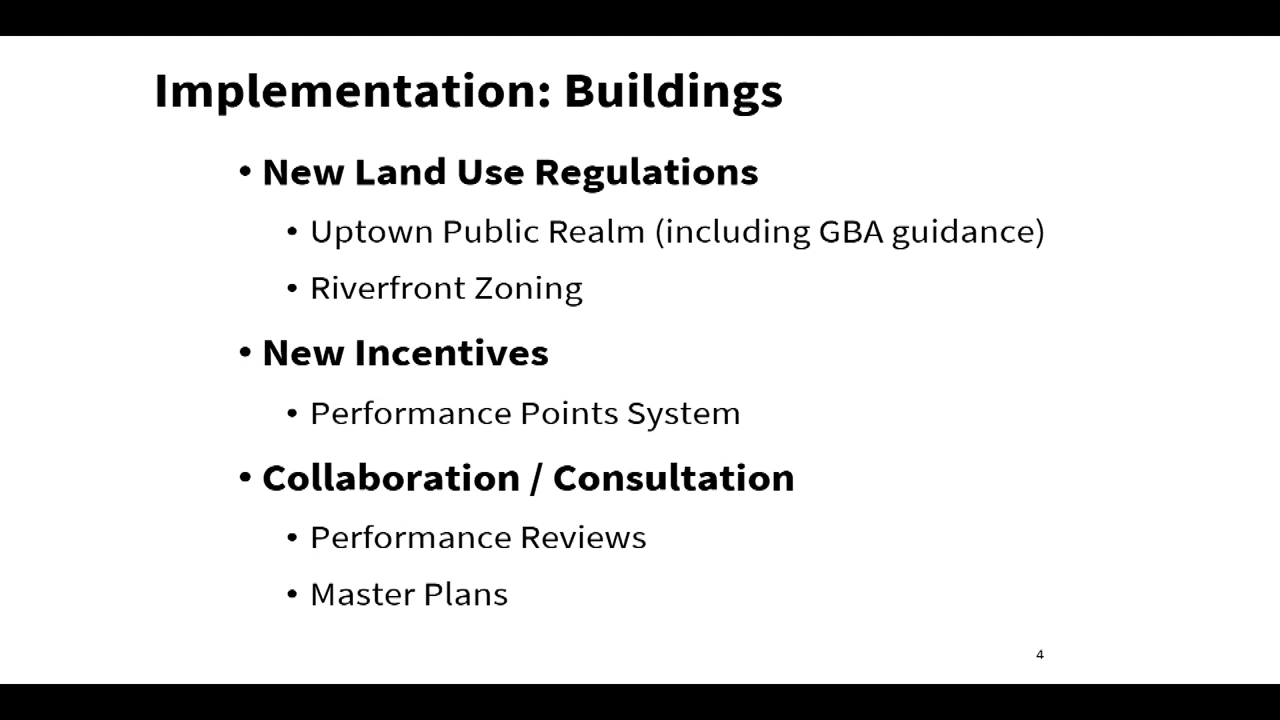 Implementation: Buildings
• New Land Use Regulations
• Uptown Public Realm (including GBA guidance)
• Riverfront Zoning
• New Incentives
• Performance Points System
• Collaboration / Consultation
• Performance Reviews
• Master Plans
4